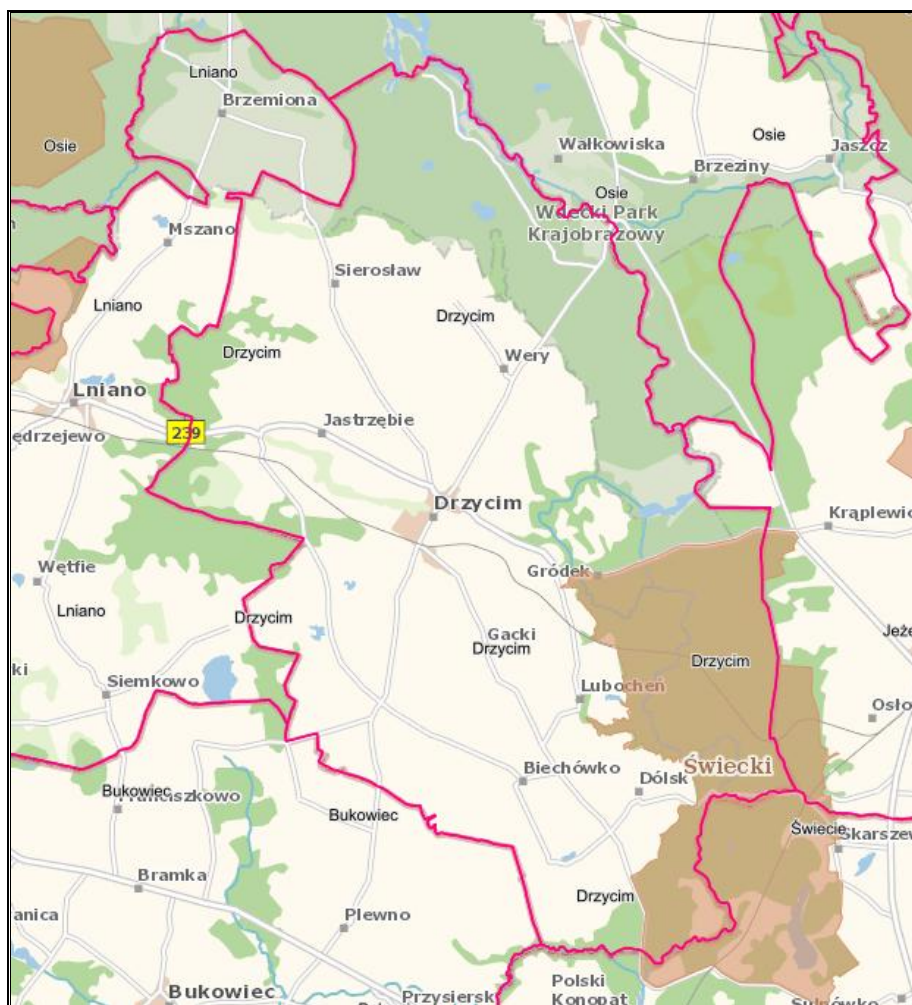 Lniano
Brzemiona
Osie
Osie
Wałkowiska
Jaszcz
Brzeziny
Osie
Wdecki Park
Krajobrazowy
Mszano
Sierosław
Lniano
Drzycim
Drzycim
Wery
Lniano
Jastrzębie
239
Drzycim
Krąplewic
Gródek
Wętfie
Lniano
Drzycim
Gacki
Drzycim
Drzycim
Jeże
ki
Siemkowo
Lubocheń
Osło
Świecki
Biechówko
Dólsk
Bukowiec
Bukowiec
Świecie
Skarszew
Bramka
Drzycim
anica
Plewno
Bukowiec
Przysiersk
Polski
Konopat